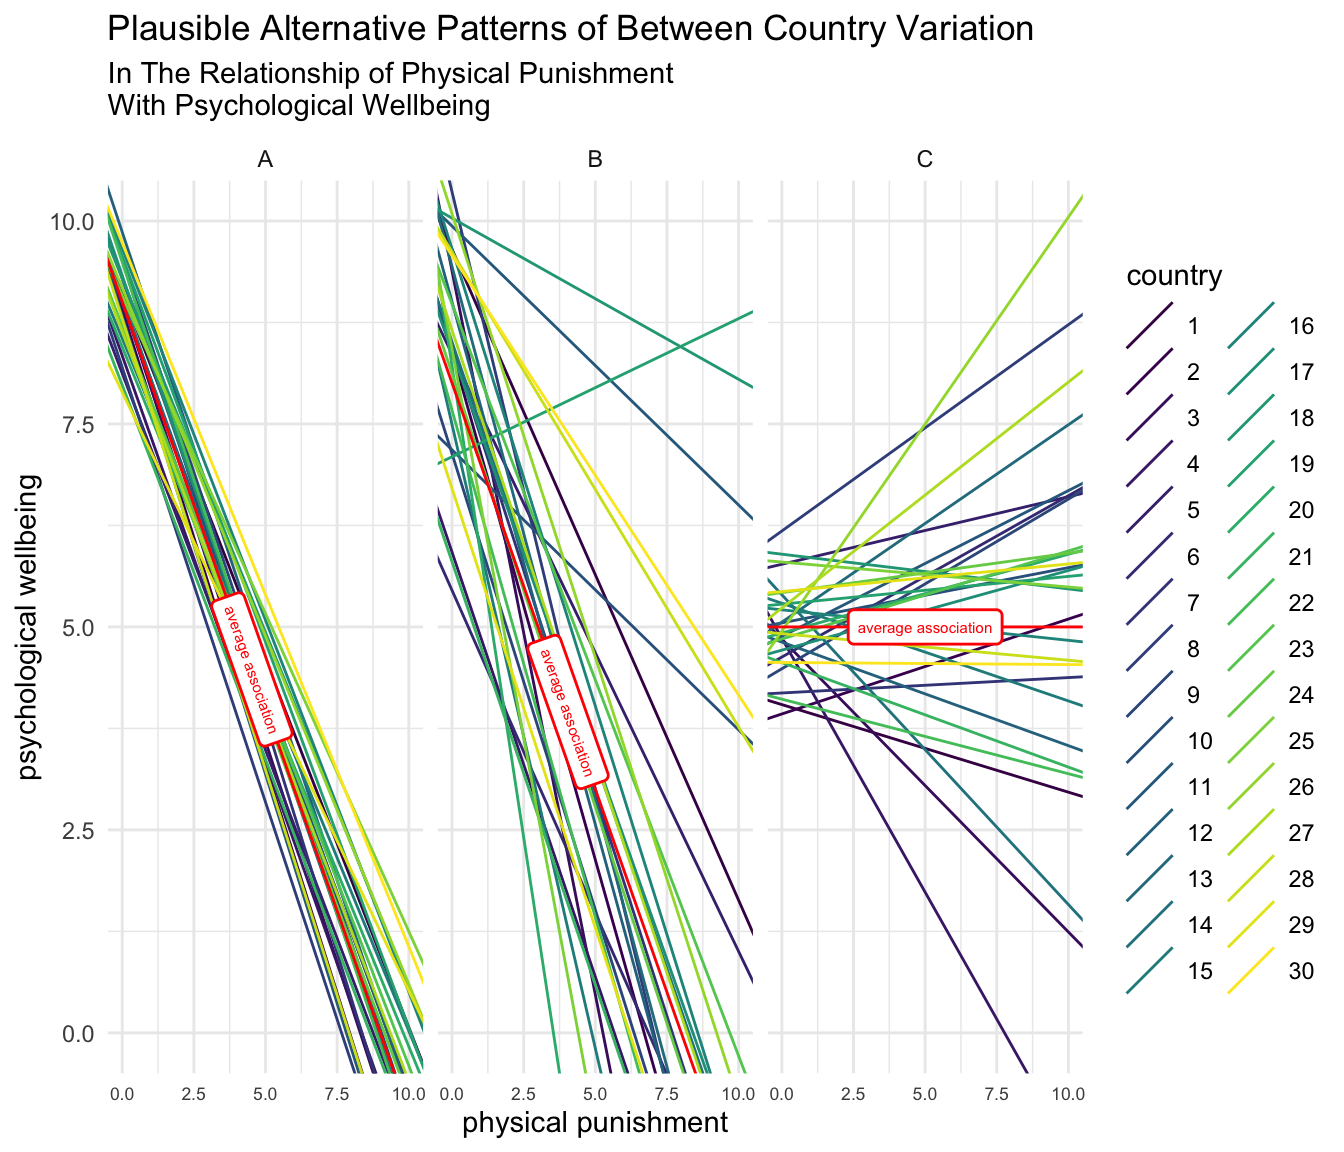 Plausible Alternative Patterns of Between Country Variation
In The Relationship of Physical Punishment
With Psychological Wellbeing
A
B
C
psychological wellbeing
10.0
7.5
5.0
2.5
0.0
average association
average association
average association
0.0 2.5 5.0 7.5 10.0
0.0 2.5 5.0 7.5 10.0
0.0 2.5 5.0 7.5 10.0
physical punishment
country
1 16
2 17
3 18
4 19
5 20
6 21
7 22
8 23
9 24
10 25
11 26
12 27
13 28
14 29
15 30